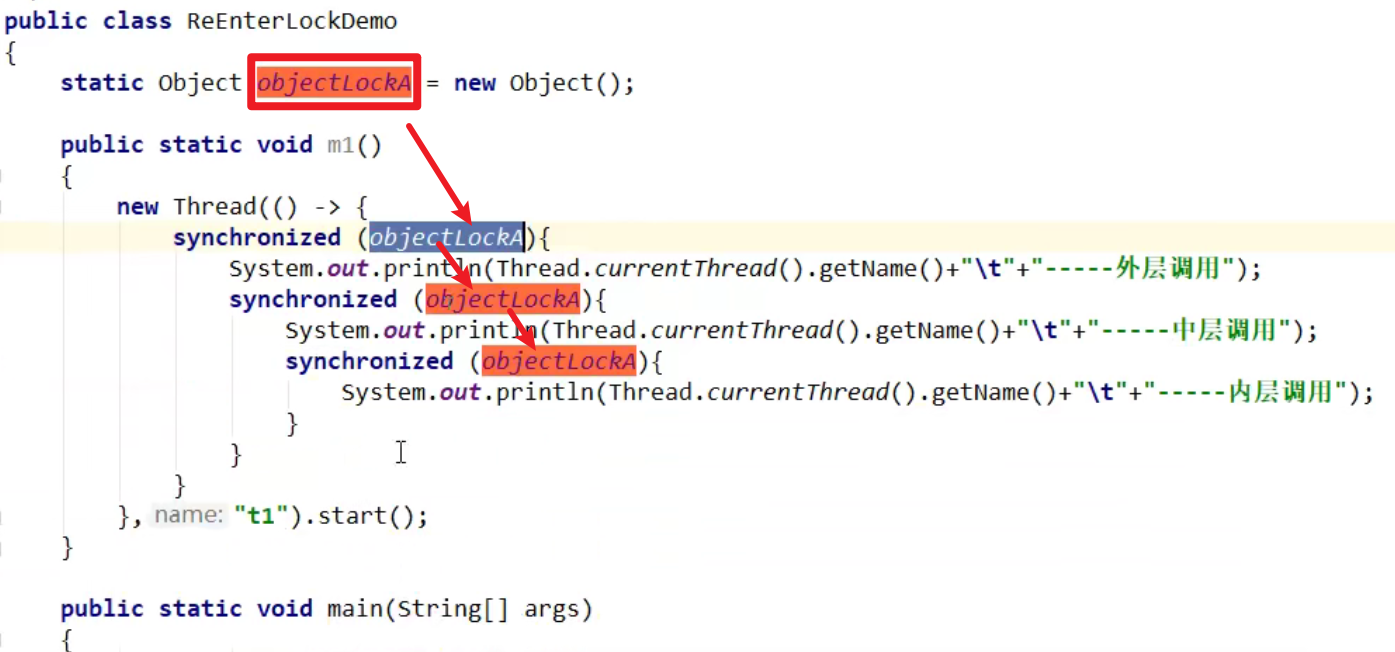 public class ReEnterLockDemo
{
    static Object objectLockA = new Object();

    public static void m1()
    {
        new Thread(() -> {
            synchronized (objectLockA){
                System.out.println(Thread.currentThread().getName()+"\t"+"-----外层调用");
                synchronized (objectLockA){
                    System.out.println(Thread.currentThread().getName()+"\t"+"-----中层调用");
                    synchronized (objectLockA){
                        System.out.println(Thread.currentThread().getName()+"\t"+"-----内层调用");
                    }
                }
            }
        }, name: "t1").start();
    }

    public static void main(String[] args)
    {